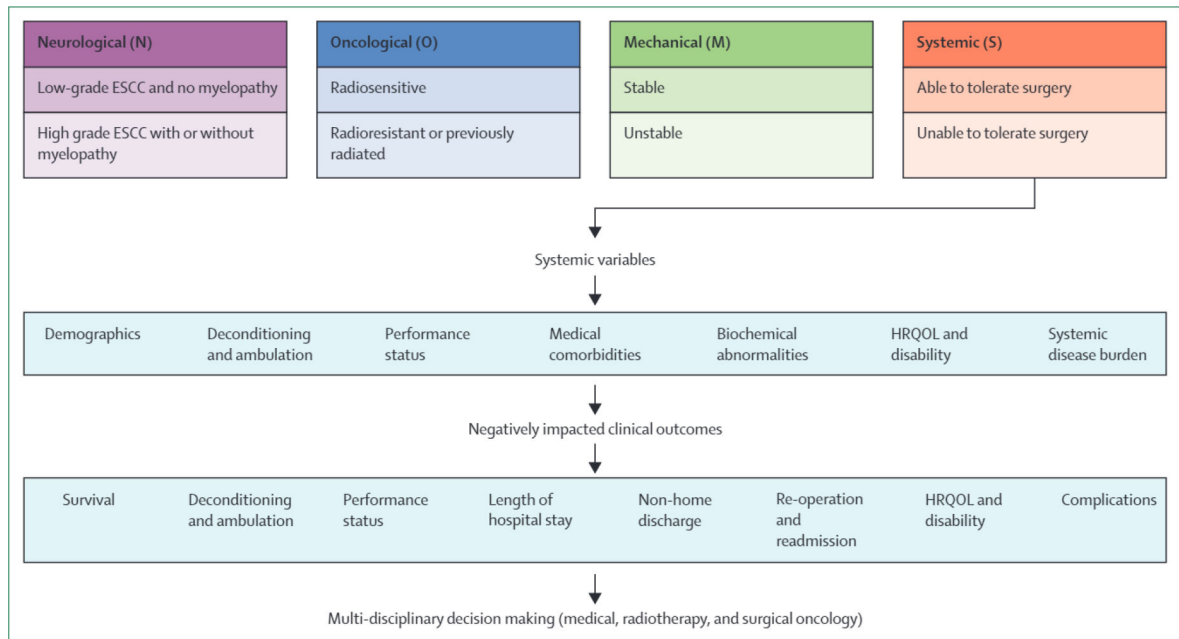 Neurological (N)
Low-grade ESCC and no myelopathy
High grade ESCC with or without
myelopathy
Oncological (O)
Radiosensitive
Radioresistant or previously
radiated
Mechanical (M)
Stable
Unstable
Systemic (S)
Able to tolerate surgery
Unable to tolerate surgery
Systemic variables
Demographics
Deconditioning
and ambulation
Performance
status
Medical
comorbidities
Biochemical
abnormalities
HRQOL and
disability
Systemic
disease burden
Negatively impacted clinical outcomes
Survival
Deconditioning
and ambulation
Performance
status
Length of
hospital stay
Non-home
discharge
Re-operation
and
readmission
HRQOL and
disability
Complications
Multi-disciplinary decision making (medical, radiotherapy, and surgical oncology)